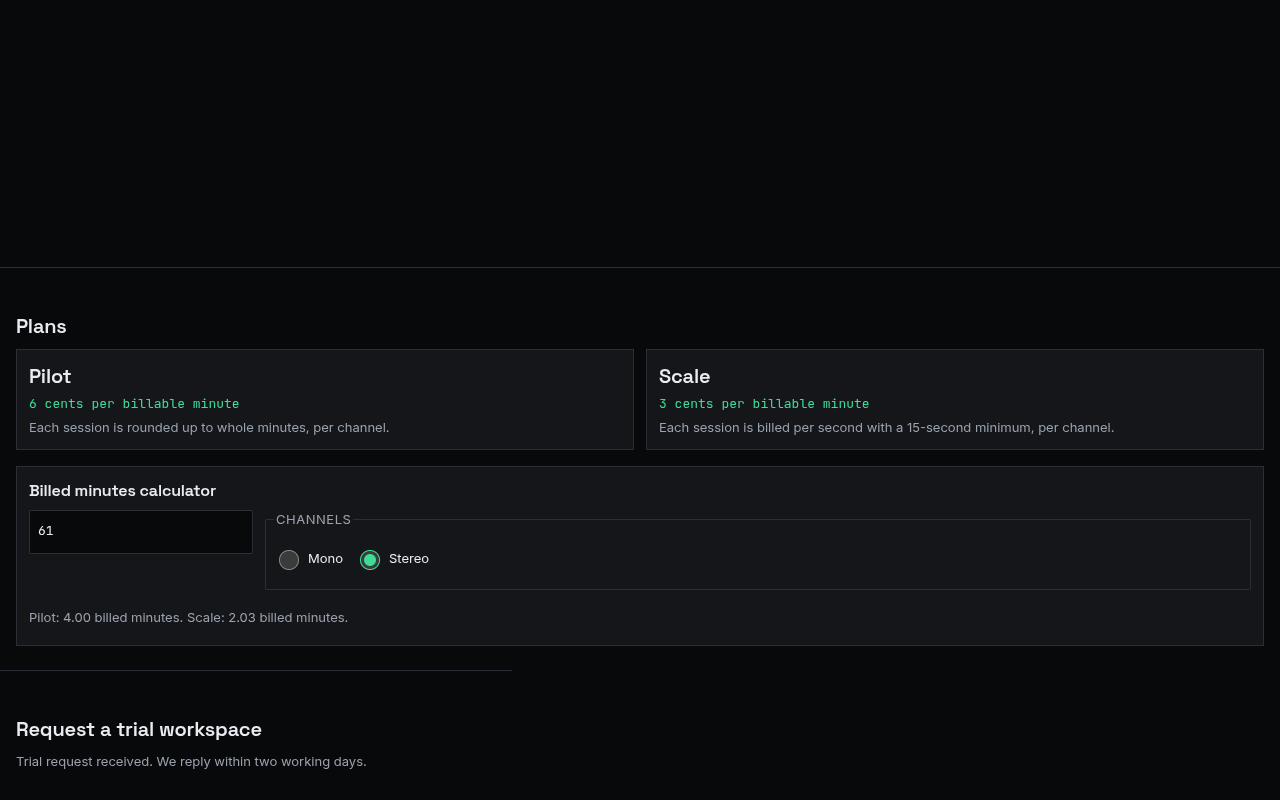 Plans
Pilot
6 cents per billable minute
Each session is rounded up to whole minutes, per channel.
Scale
3 cents per billable minute
Each session is billed per second with a 15-second minimum, per channel.
Billed minutes calculator
61
CHANNELS
Mono
Stereo
Pilot: 4.00 billed minutes. Scale: 2.03 billed minutes.
Request a trial workspace
Trial request received. We reply within two working days.